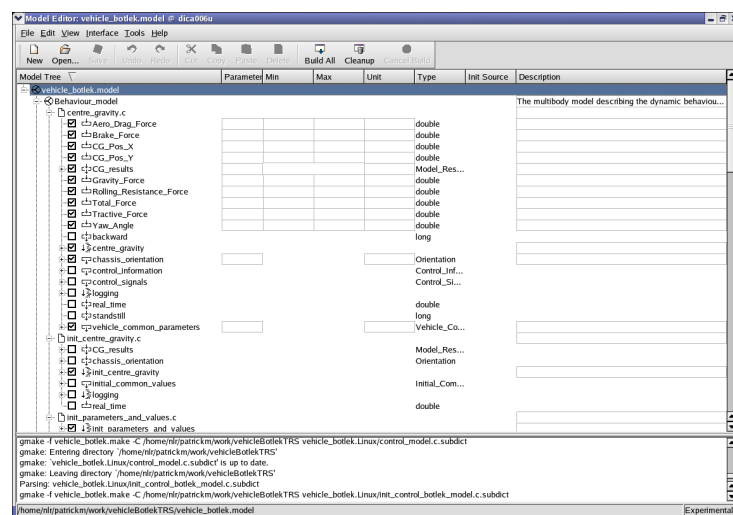 Model Editor: vehicle_botlek.model @ dica006u
File Edit View Interface Tools Help
New Open... Save Undo Redo Cut Copy Paste Delete Build All Cleanup Cancel Build
Model Tree Parameter Min Max Unit Type Init Source Description
vehicle_botlek.model
Behaviour_model The multibody model describing the dynamic behaviou...
centre_gravity.c
Aero_Drag_Force double
Brake_Force double
CG_Pos_X double
CG_Pos_Y double
CG_results Model_Res...
Gravity_Force double
Rolling_Resistance_Force double
Total_Force double
Tractive_Force double
Yaw_Angle double
backward long
centre_gravity
chassis_orientation Orientation
control_information Control_Inf...
control_signals Control_Si...
logging
real_time double
standstill long
vehicle_common_parameters Vehicle_Co...
init_centre_gravity.c
CG_results Model_Res...
chassis_orientation Orientation
init_centre_gravity
initial_common_values Initial_Com...
logging
real_time double
init_parameters_and_values.c
init_parameters_and_values
gmake -f vehicle_botlek.make -C /home/nlr/patrickm/work/vehicleBotlekTRS vehicle_botlek.Linux/control_model.c.subdict
gmake: Entering directory `/home/nlr/patrickm/work/vehicleBotlekTRS'
gmake: `vehicle_botlek.Linux/control_model.c.subdict' is up to date.
gmake: Leaving directory `/home/nlr/patrickm/work/vehicleBotlekTRS'
Parsing: vehicle_botlek.Linux/init_control_botlek_model.c.subdict
gmake -f vehicle_botlek.make -C /home/nlr/patrickm/work/vehicleBotlekTRS vehicle_botlek.Linux/init_control_botlek_model.c.subdict
/home/nlr/patrickm/work/vehicleBotlekTRS/vehicle_botlek.model Experimental